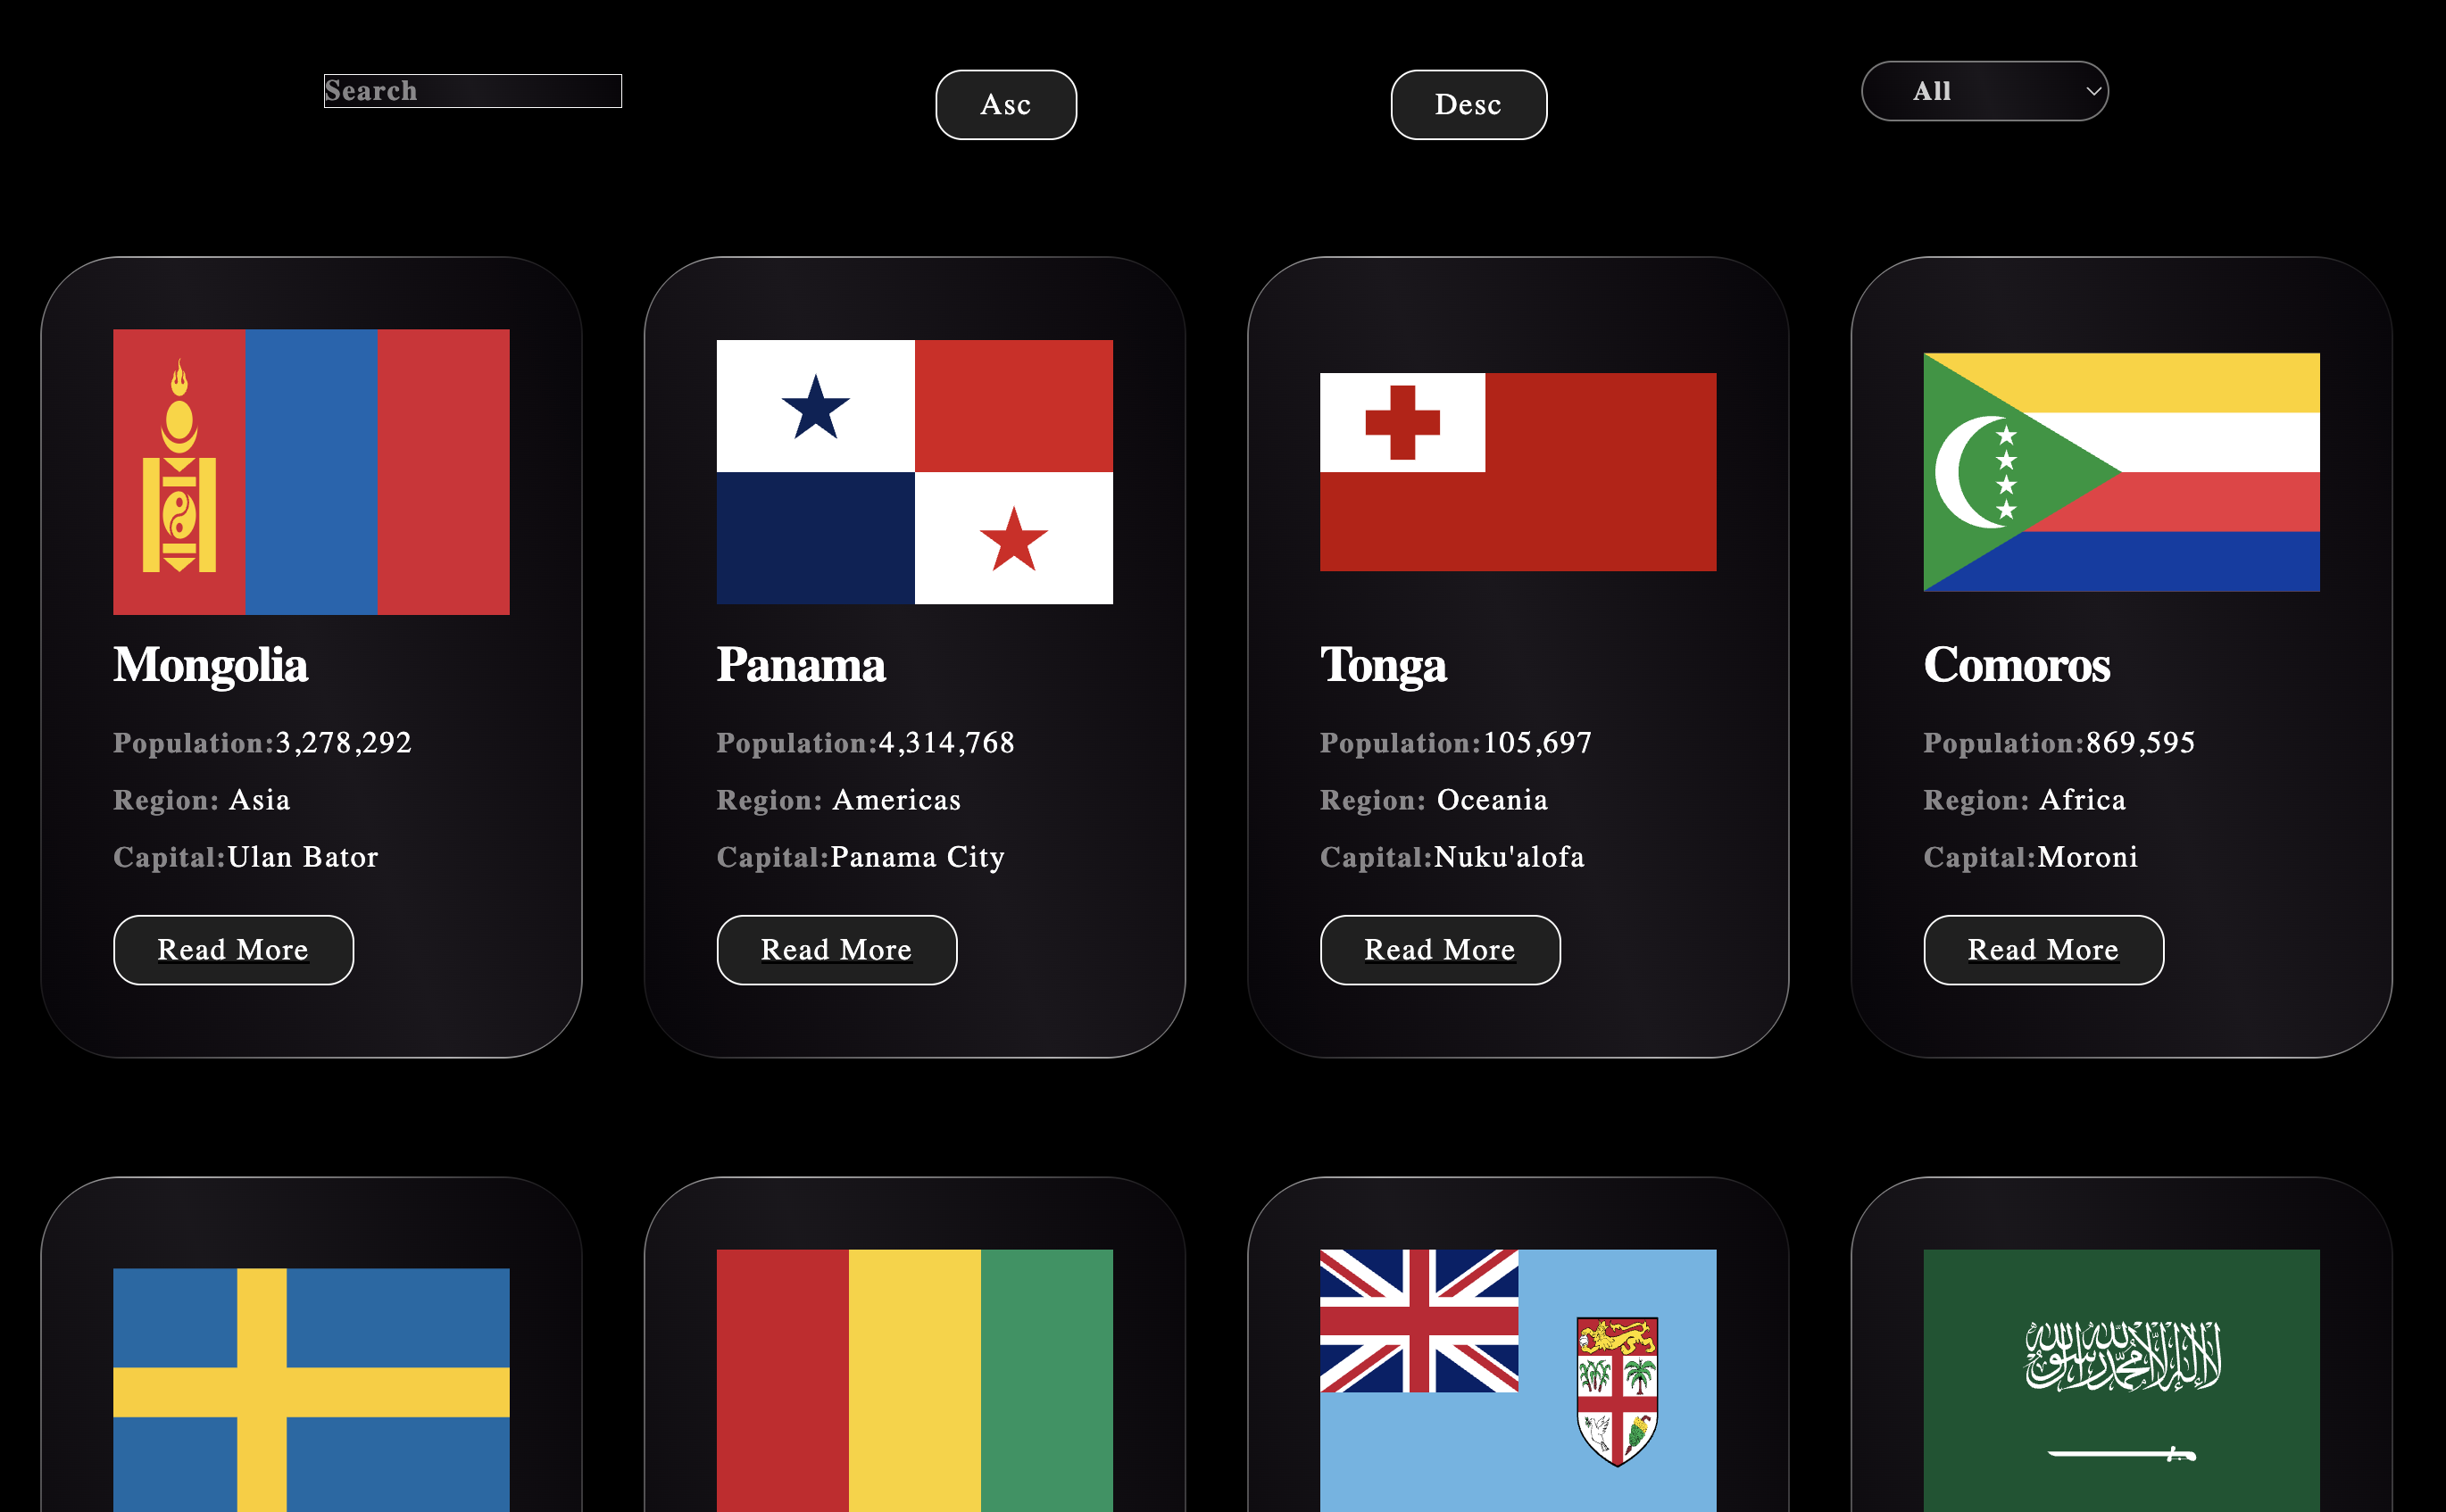 Search
Asc
Desc
All
Mongolia
Population:3,278,292
Region: Asia
Capital:Ulan Bator
Read More
Panama
Population:4,314,768
Region: Americas
Capital:Panama City
Read More
Tonga
Population:105,697
Region: Oceania
Capital:Nuku'alofa
Read More
Comoros
Population:869,595
Region: Africa
Capital:Moroni
Read More
لا إله إلا الله محمد رسول الله